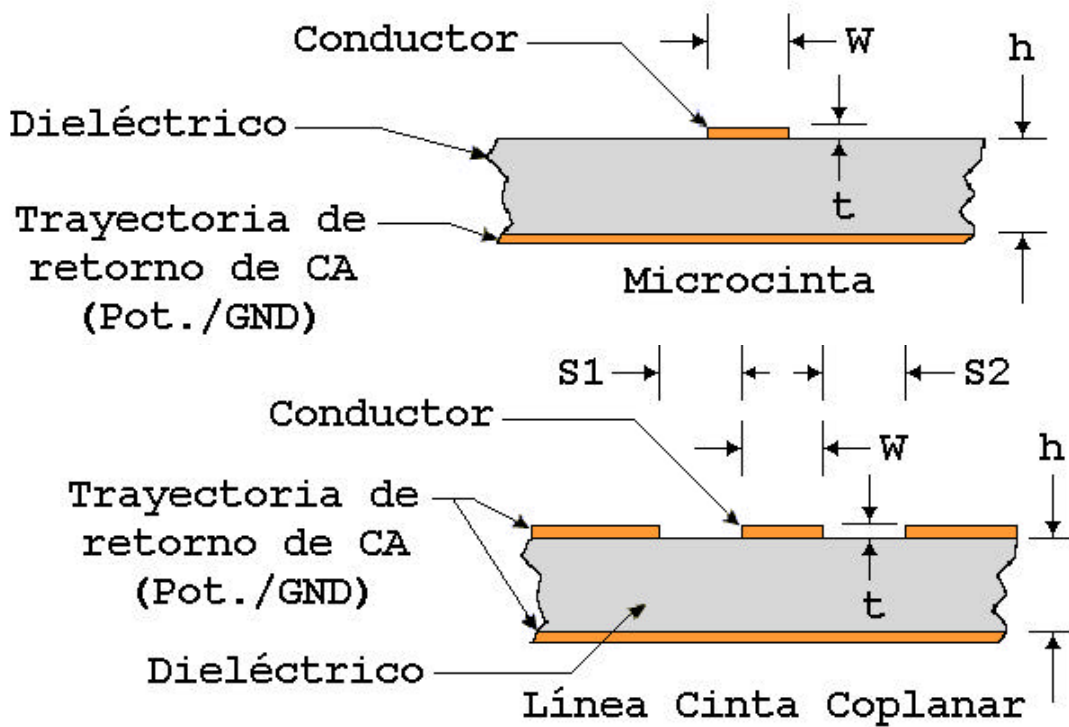 Conductor
W
h
Dieléctrico
t
Trayectoria de
retorno de CA
(Pot./GND)
Microcinta
S1
S2
Conductor
W
h
Trayectoria de
retorno de CA
(Pot./GND)
t
Dieléctrico
Línea Cinta Coplanar